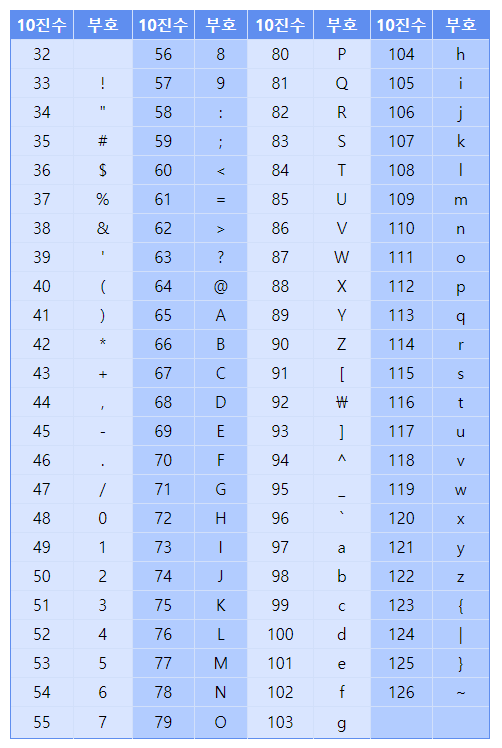 10진수 부호 10진수 부호 10진수 부호 10진수 부호
32 56 8 80 P 104 h
33 ! 57 9 81 Q 105 i
34 " 58 : 82 R 106 j
35 # 59 ; 83 S 107 k
36 $ 60 < 84 T 108 l
37 % 61 = 85 U 109 m
38 & 62 > 86 V 110 n
39 ' 63 ? 87 W 111 o
40 ( 64 @ 88 X 112 p
41 ) 65 A 89 Y 113 q
42 * 66 B 90 Z 114 r
43 + 67 C 91 [ 115 s
44 , 68 D 92 ₩ 116 t
45 - 69 E 93 ] 117 u
46 . 70 F 94 ^ 118 v
47 / 71 G 95 _ 119 w
48 0 72 H 96 ` 120 x
49 1 73 I 97 a 121 y
50 2 74 J 98 b 122 z
51 3 75 K 99 c 123 {
52 4 76 L 100 d 124 |
53 5 77 M 101 e 125 }
54 6 78 N 102 f 126 ~
55 7 79 O 103 g